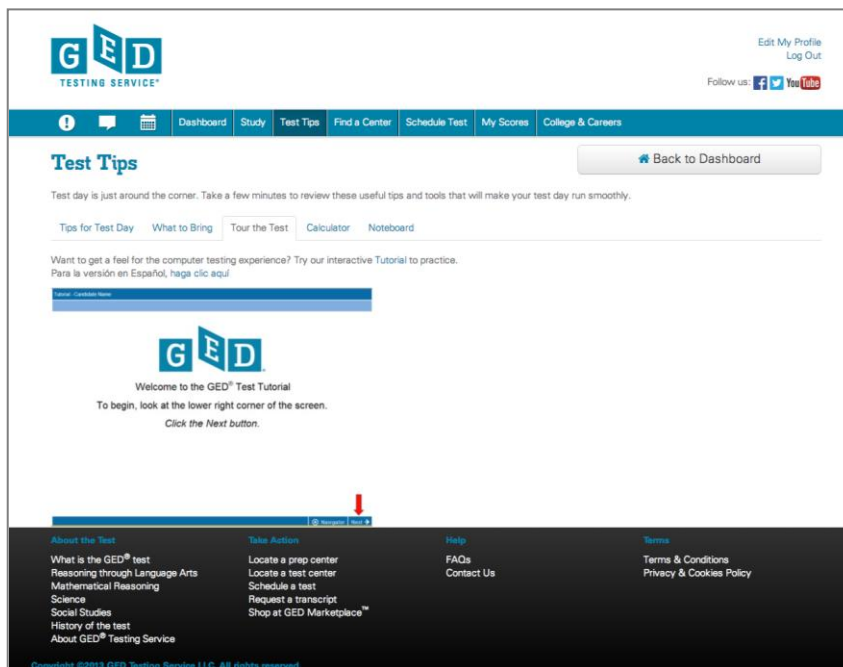 GED
TESTING SERVICE®
Edit My Profile
Log Out
Follow us: f You Tube
Dashboard Study Test Tips Find a Center Schedule Test My Scores College & Careers
Test Tips
Back to Dashboard
Test day is just around the corner. Take a few minutes to review these useful tips and tools that will make your test day run smoothly.
Tips for Test Day What to Bring Tour the Test Calculator Noteboard
Want to get a feel for the computer testing experience? Try our interactive Tutorial to practice.
Para la versión en Español, haga clic aquí
Tutorial - Candidate Name
GED
Welcome to the GED® Test Tutorial
To begin, look at the lower right corner of the screen.
Click the Next button.
Navigator Next
About the Test
What is the GED® test
Reasoning through Language Arts
Mathematical Reasoning
Science
Social Studies
History of the test
About GED® Testing Service
Take Action
Locate a prep center
Locate a test center
Schedule a test
Request a transcript
Shop at GED Marketplace™
Help
FAQs
Contact Us
Terms
Terms & Conditions
Privacy & Cookies Policy
Copyright ©2013 GED Testing Service LLC. All rights reserved.